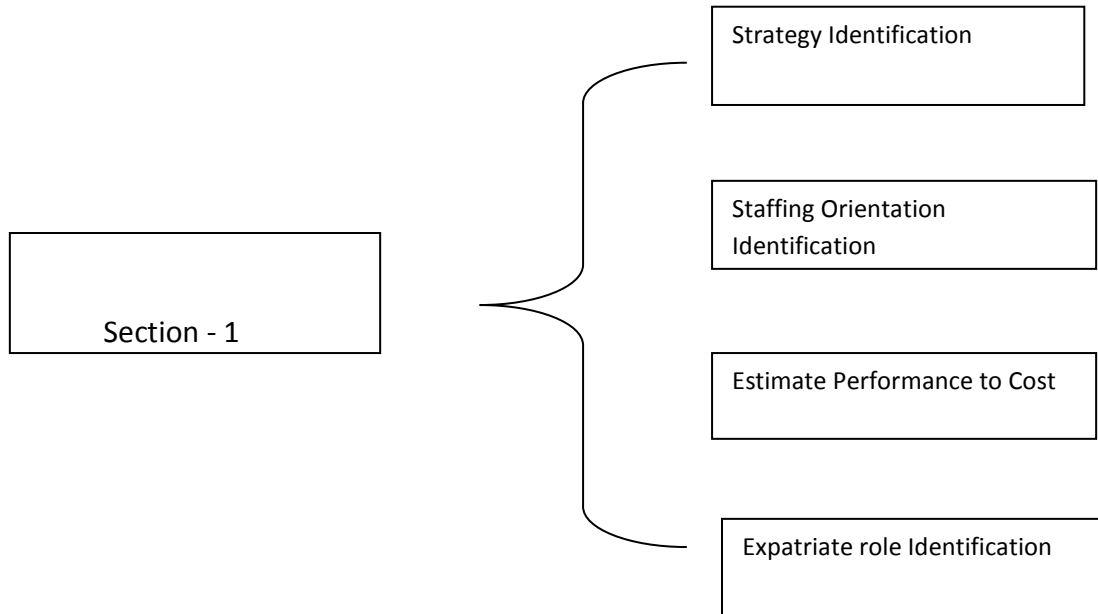 Strategy Identification
Staffing Orientation
Identification
Section - 1
Estimate Performance to Cost
Expatriate role Identification